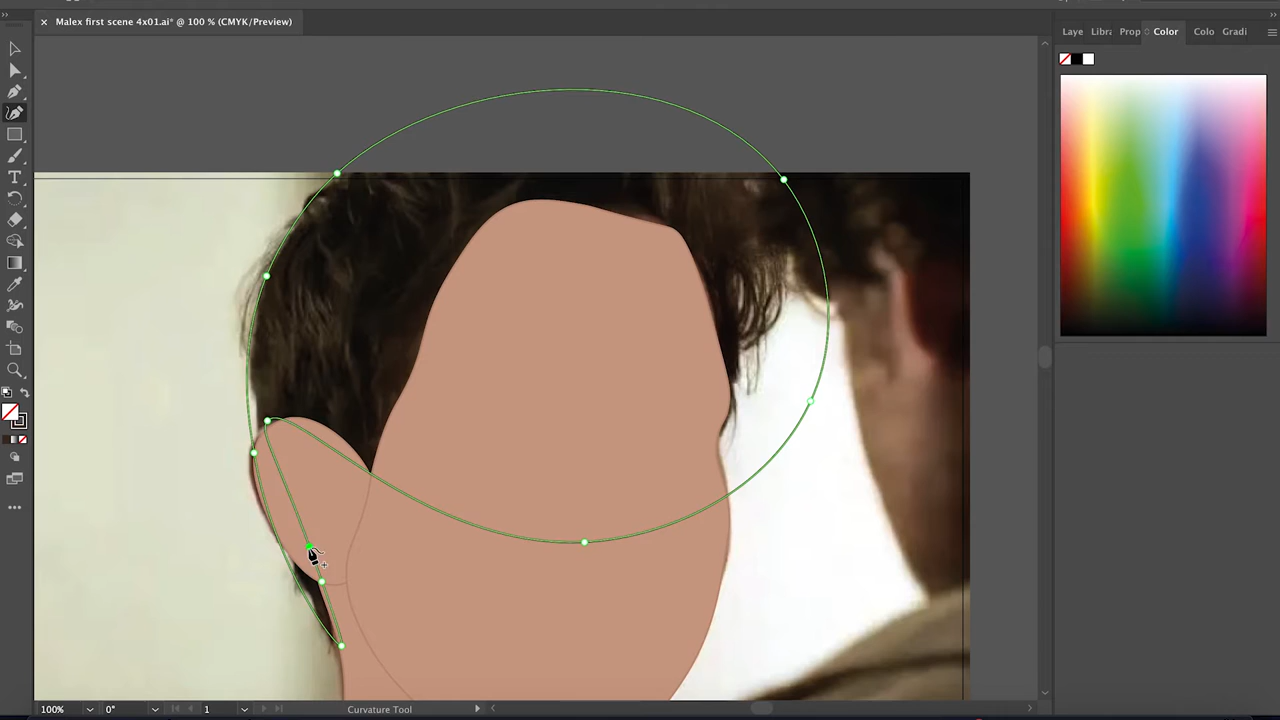 Malex first scene 4x01.ai* @ 100 % (CMYK/Preview)
Laye Libra Prop Color Colo Gradi
100% 0° 1 Curvature Tool